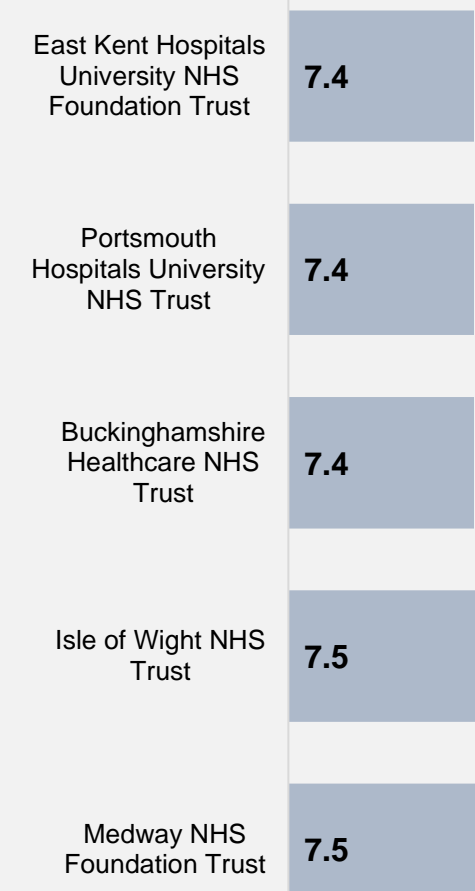 East Kent Hospitals
University NHS
Foundation Trust
7.4
Portsmouth
Hospitals University
NHS Trust
7.4
Buckinghamshire
Healthcare NHS
Trust
7.4
Isle of Wight NHS
Trust
7.5
Medway NHS
Foundation Trust
7.5